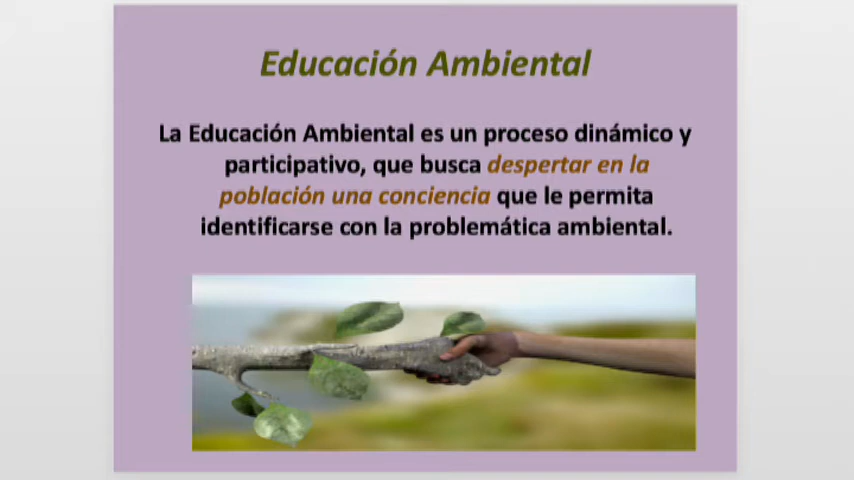 Educación Ambiental
La Educación Ambiental es un proceso dinámico y
participativo, que busca despertar en la
población una conciencia que le permita
identificarse con la problemática ambiental.